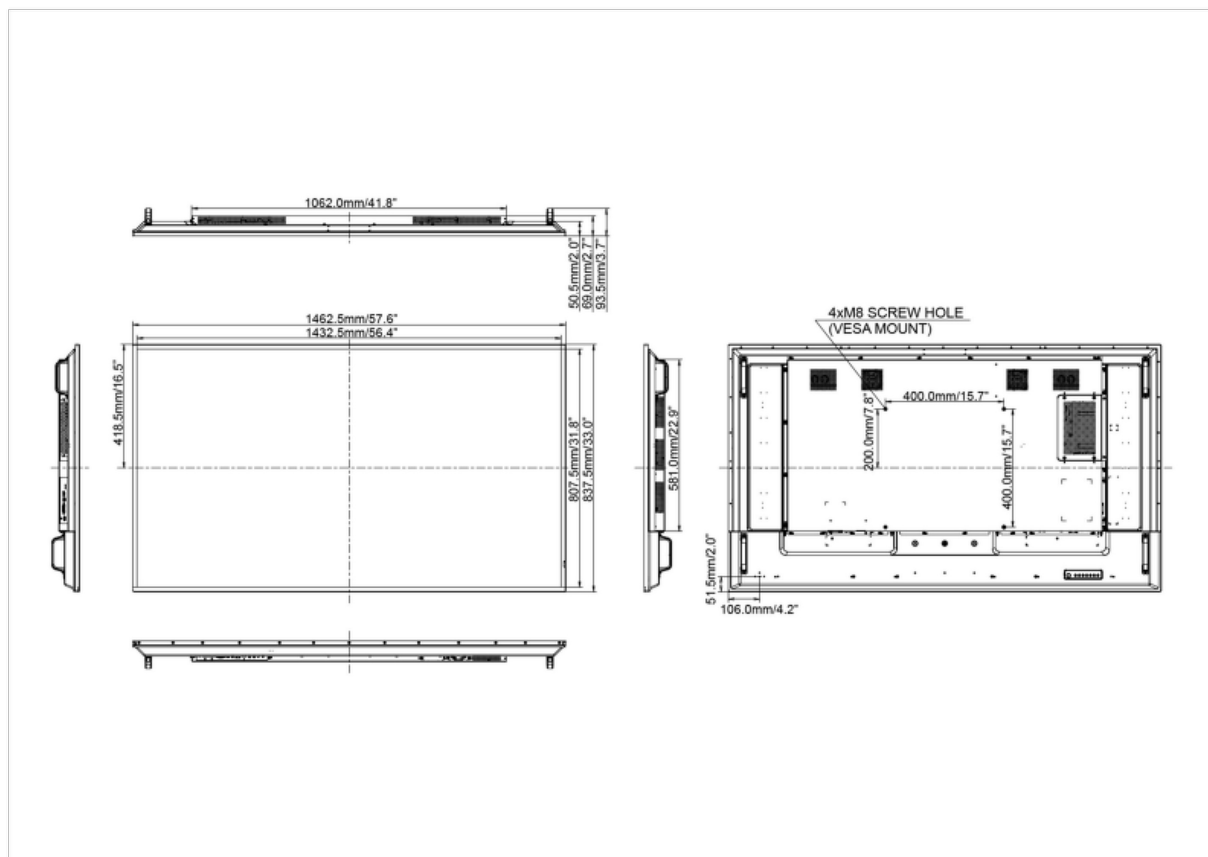 1062.0mm/41.8"
50.5mm/2.0"
69.0mm/2.7"
93.5mm/3.7"
1462.5mm/57.6"
1432.5mm/56.4"
418.5mm/16.5"
807.5mm/31.8"
837.5mm/33.0"
581.0mm/22.9"
4xM8 SCREW HOLE
(VESA MOUNT)
400.0mm/15.7"
200.0mm/7.8"
400.0mm/15.7"
51.5mm/2.0"
106.0mm/4.2"